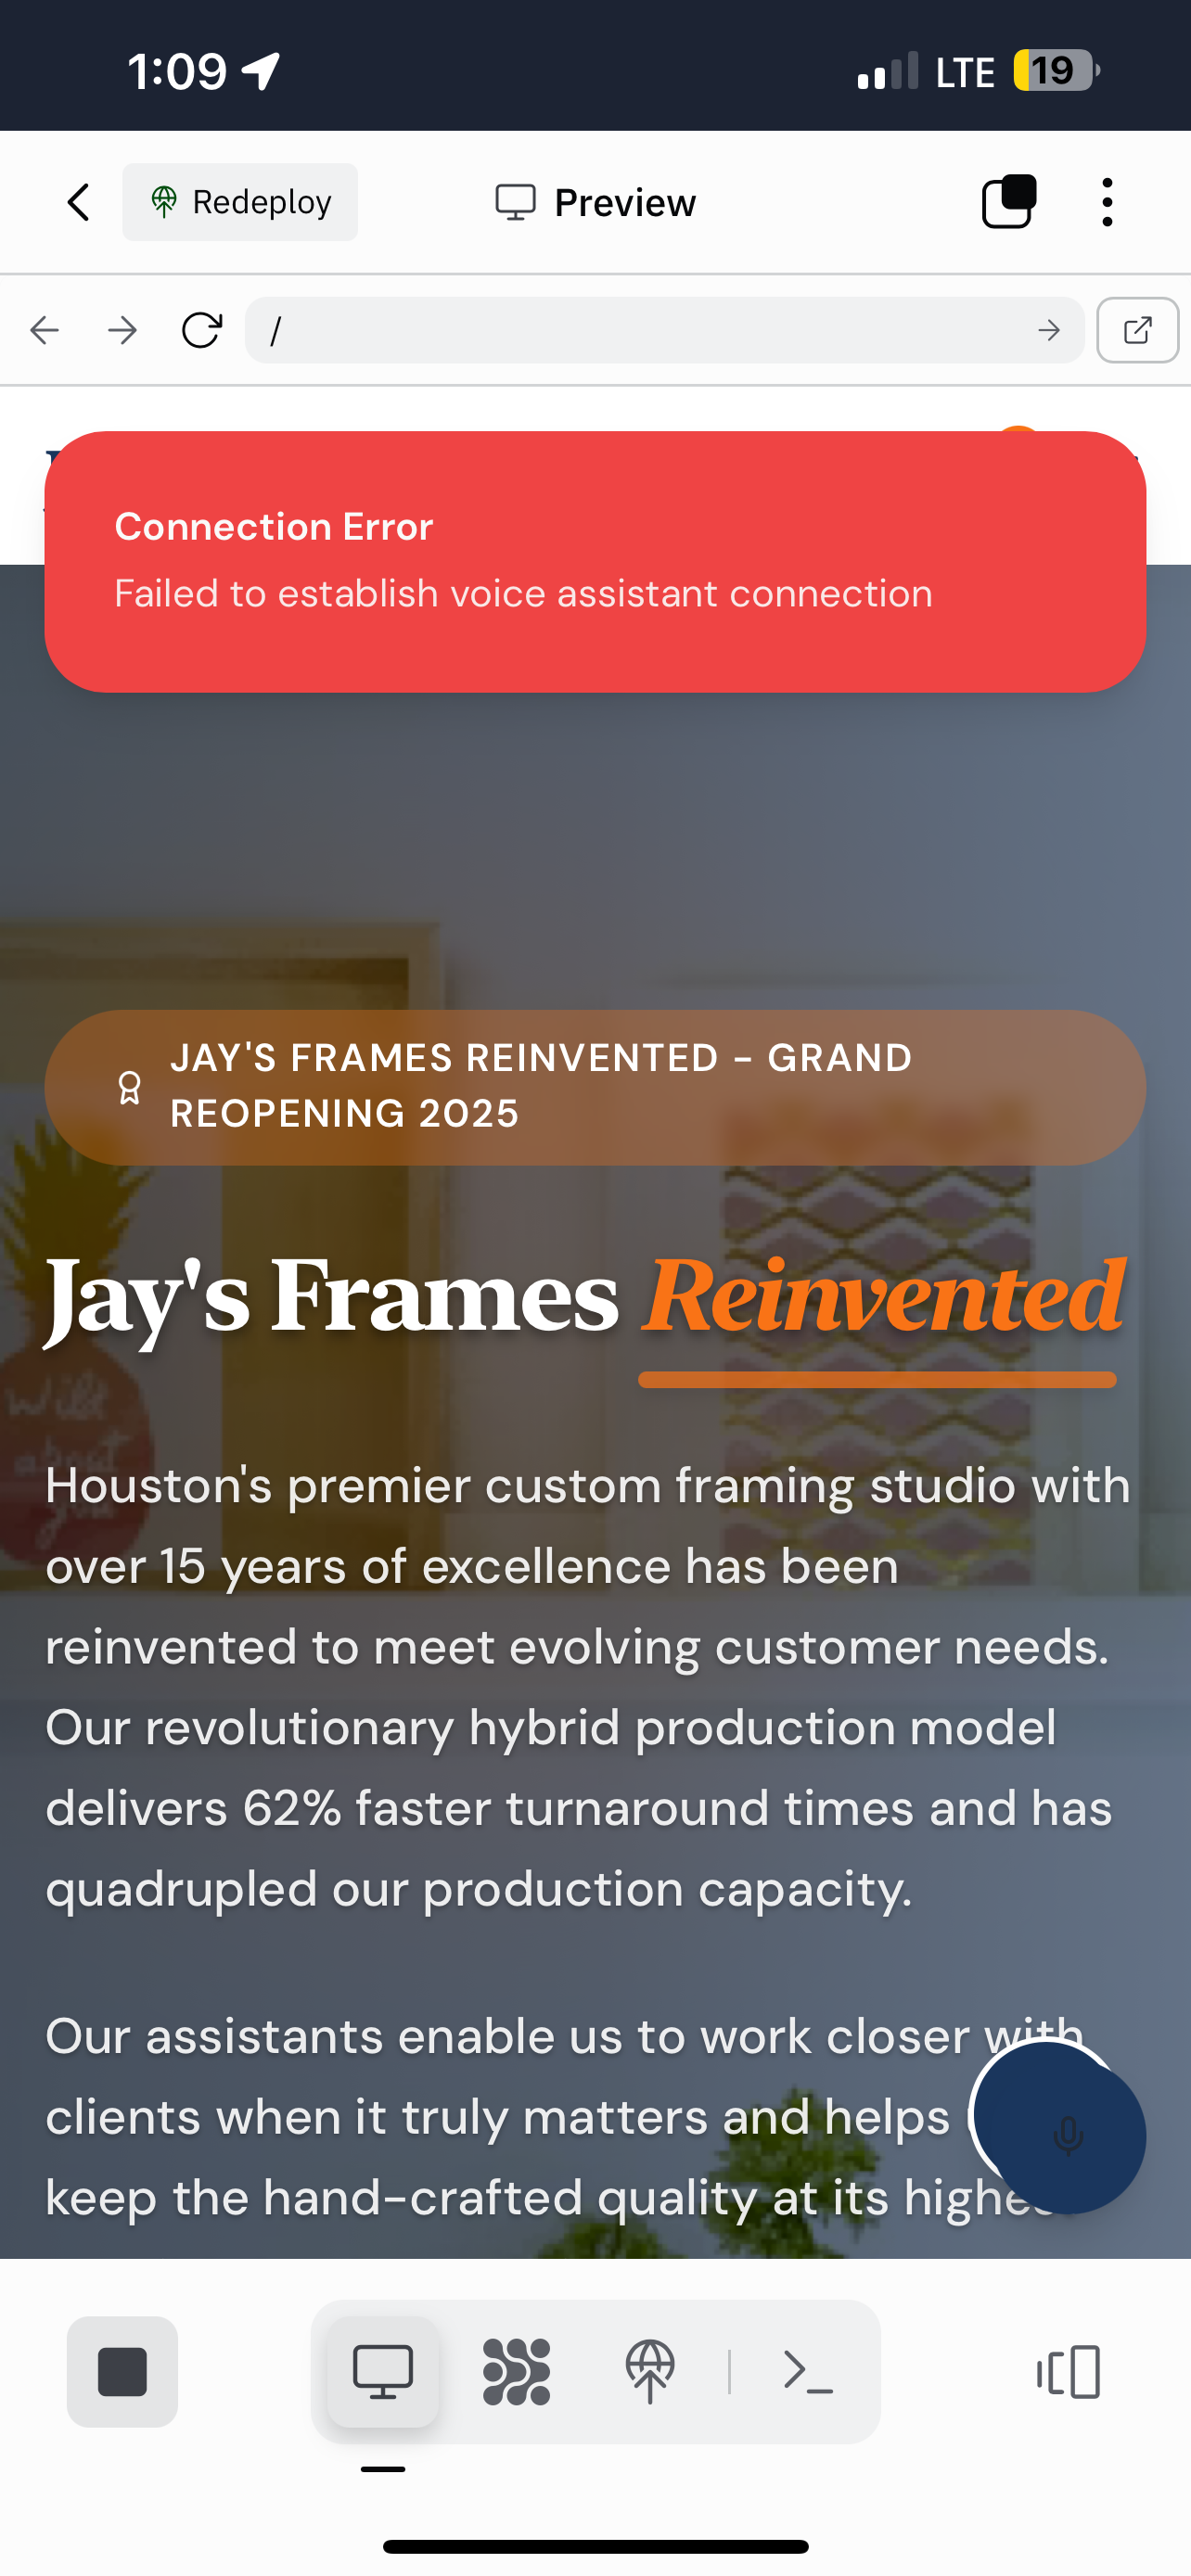 1:09
LTE
19
Redeploy
Preview
/
Connection Error
Failed to establish voice assistant connection
JAY'S FRAMES REINVENTED – GRAND
REOPENING 2025
Jay's Frames Reinvented
Houston's premier custom framing studio with
over 15 years of excellence has been
reinvented to meet evolving customer needs.
Our revolutionary hybrid production model
delivers 62% faster turnaround times and has
quadrupled our production capacity.
Our assistants enable us to work closer with
clients when it truly matters and helps
keep the hand-crafted quality at its